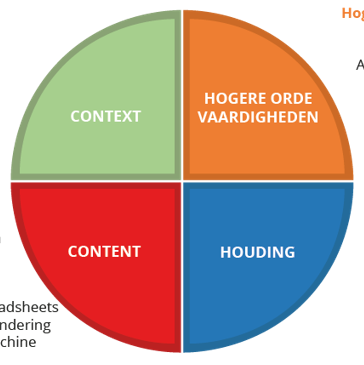 Hog
A
CONTEXT
HOGERE ORDE
VAARDIGHEDEN
CONTENT
HOUDING
adsheets
ndering
chine